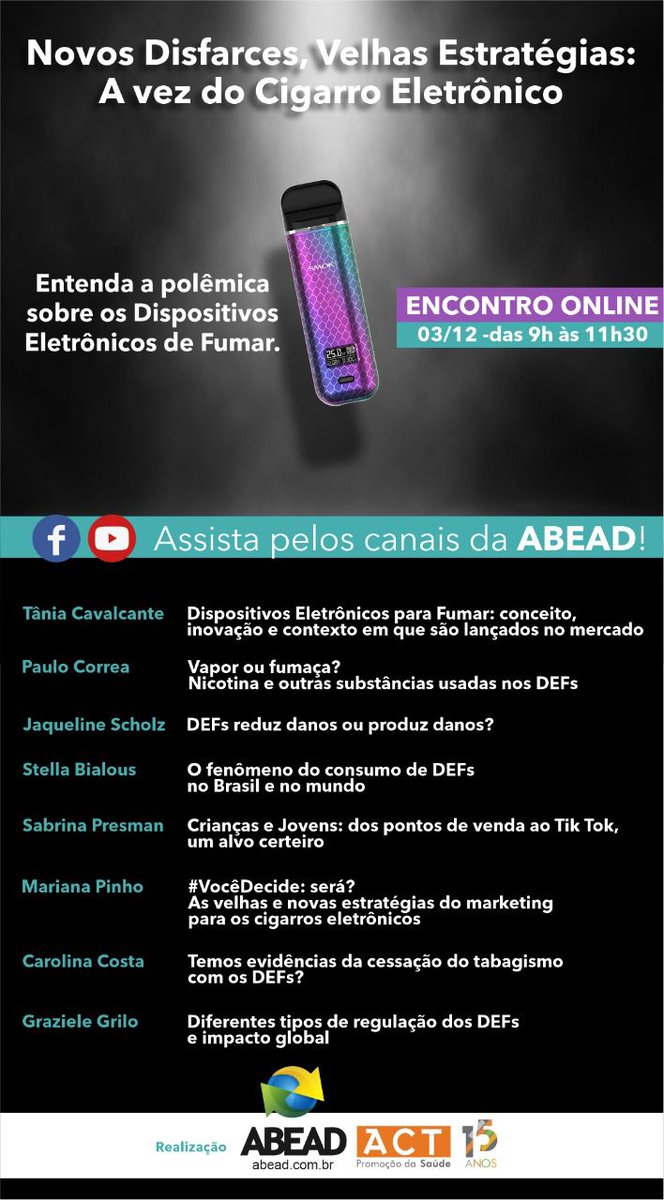 Novos Disfarces, Velhas Estratégias:
A vez do Cigarro Eletrônico
Entenda a polêmica
sobre os Dispositivos
Eletrônicos de Fumar.
SMOK
25.0
ENCONTRO ONLINE
03/12 -das 9h às 11h30
Assista pelos canais da ABEAD!
Tânia Cavalcante
Dispositivos Eletrônicos para Fumar: conceito,
inovação e contexto em que são lançados no mercado
Paulo Correa
Vapor ou fumaça?
Nicotina e outras substâncias usadas nos DEFs
Jaqueline Scholz
DEFs reduz danos ou produz danos?
Stella Bialous
O fenômeno do consumo de DEFs
no Brasil e no mundo
Sabrina Presman
Crianças e Jovens: dos pontos de venda ao Tik Tok,
um alvo certeiro
Mariana Pinho
#VocêDecide: será?
As velhas e novas estratégias do marketing
para os cigarros eletrônicos
Carolina Costa
Temos evidências da cessação do tabagismo
com os DEFs?
Graziele Grilo
Diferentes tipos de regulação dos DEFs
e impacto global
Realização
ABEAD
abead.com.br
ACT
Promoção da Saúde
15
ANOS